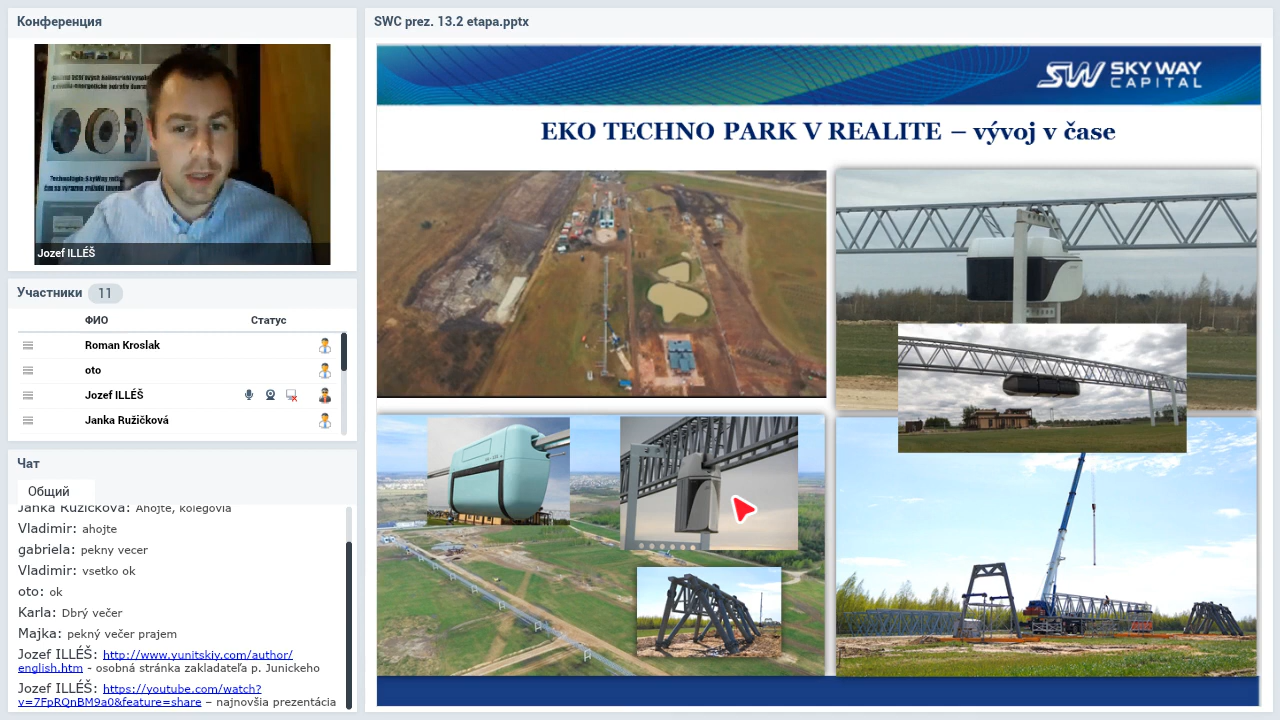 Конференция
Jozef ILLÉŠ
Участники 11
ФИО Статус
Roman Kroslak
oto
Jozef ILLÉŠ
Janka Ružičková
Чат
Общий
Janka Ružičková: Ahojte, kolegovia
Vladimir: ahojte
gabriela: pekny vecer
Vladimir: vsetko ok
oto: ok
Karla: Dbrý večer
Majka: pekný večer prajem
Jozef ILLÉŠ: http://www.yunitskiy.com/author/
english.htm - osobná stránka zakladateľa p. Junickeho
Jozef ILLÉŠ: https://youtube.com/watch?
v=7FpRQnBM9a0&feature=share – najnovšia prezentácia
SWC prez. 13.2 etapa.pptx
SW SKY WAY
CAPITAL
EKO TECHNO PARK V REALITE – vývoj v čase